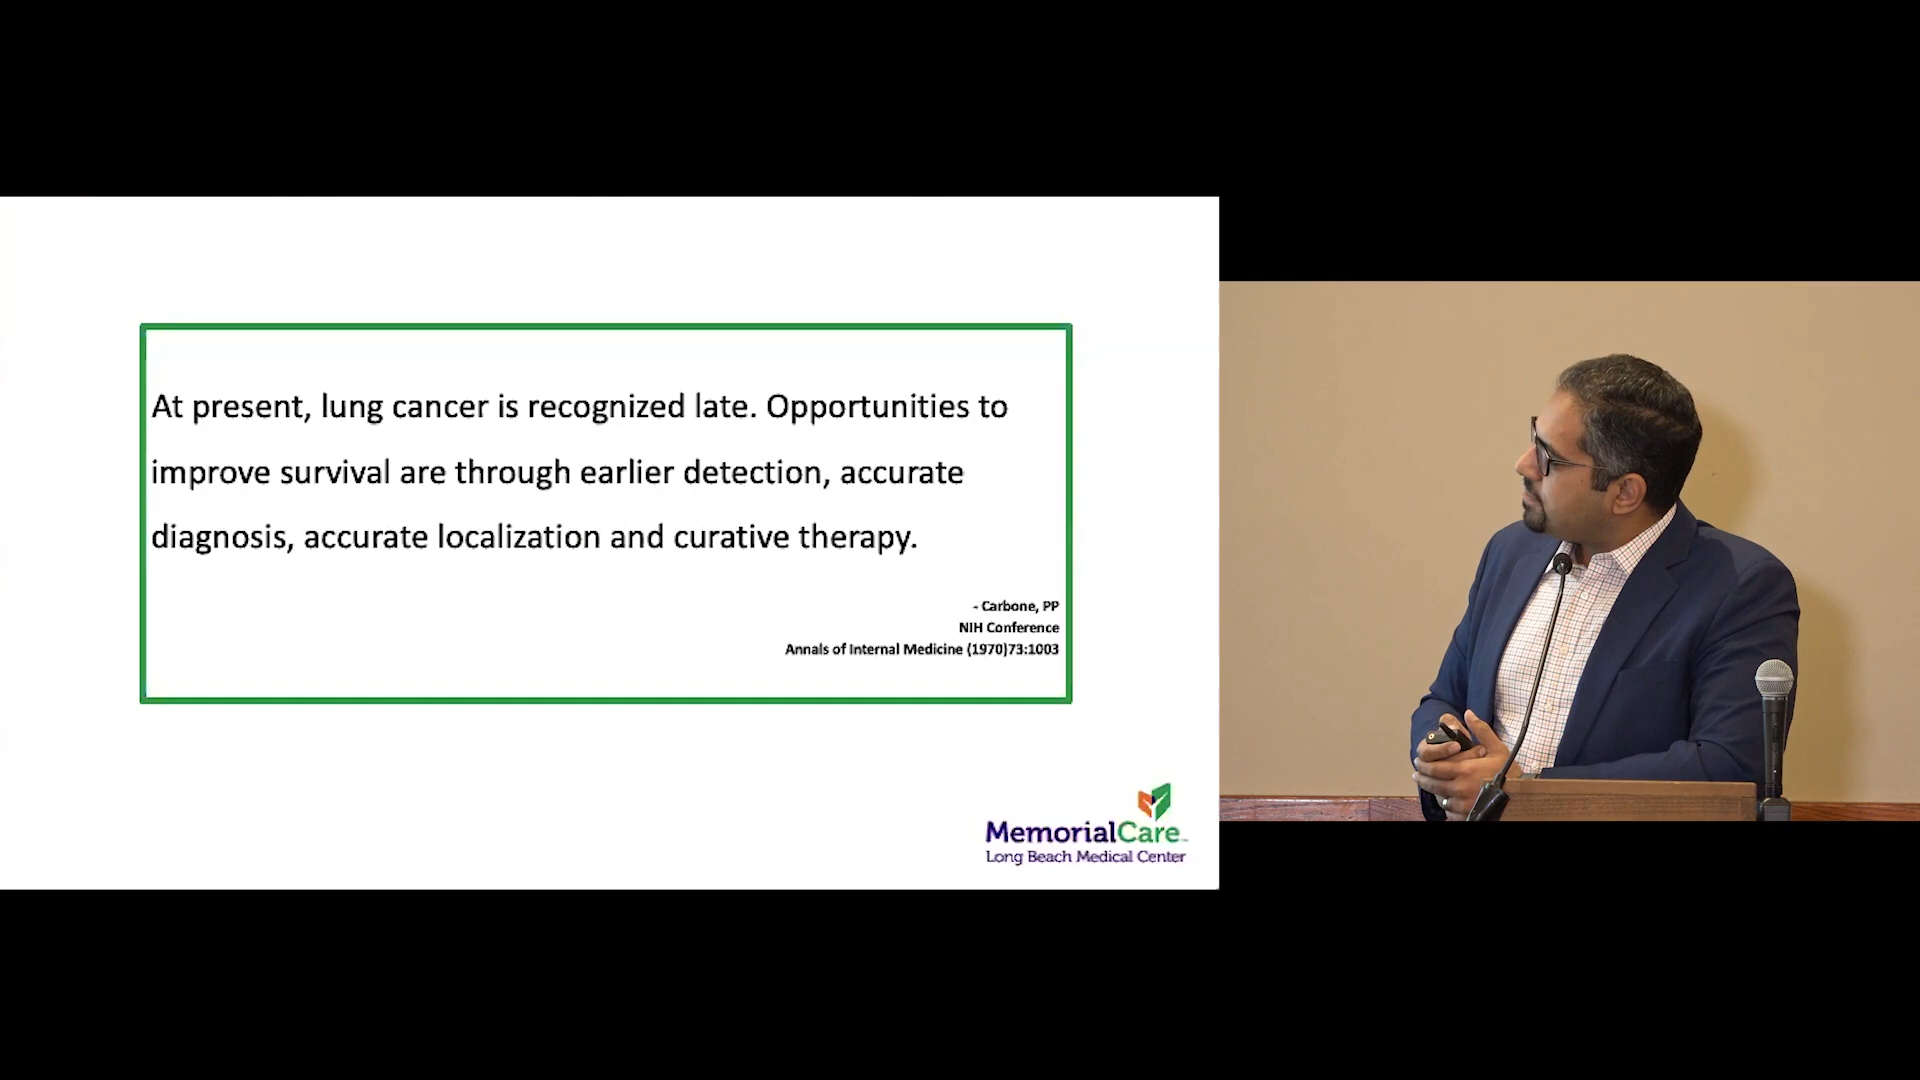 At present, lung cancer is recognized late. Opportunities to
improve survival are through earlier detection, accurate
diagnosis, accurate localization and curative therapy.
- Carbone, PP
NIH Conference
Annals of Internal Medicine (1970)73:1003
MemorialCare
Long Beach Medical Center